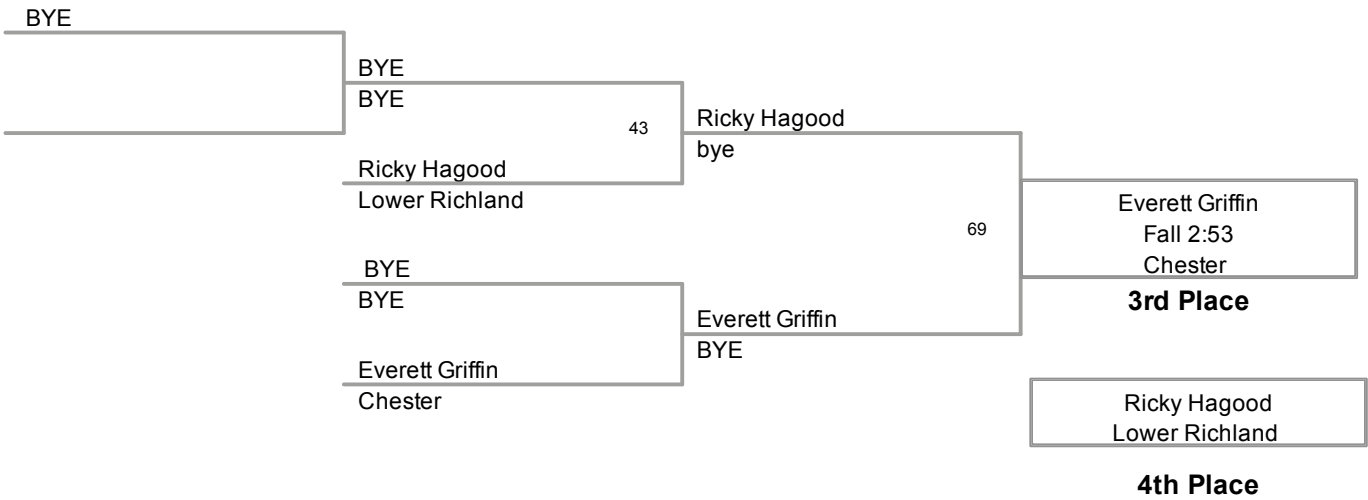 BYE
BYE
BYE
43
Ricky Hagood
bye
Ricky Hagood
Lower Richland
69
Everett Griffin
Fall 2:53
Chester
3rd Place
BYE
BYE
Everett Griffin
BYE
Everett Griffin
Chester
Ricky Hagood
Lower Richland
4th Place